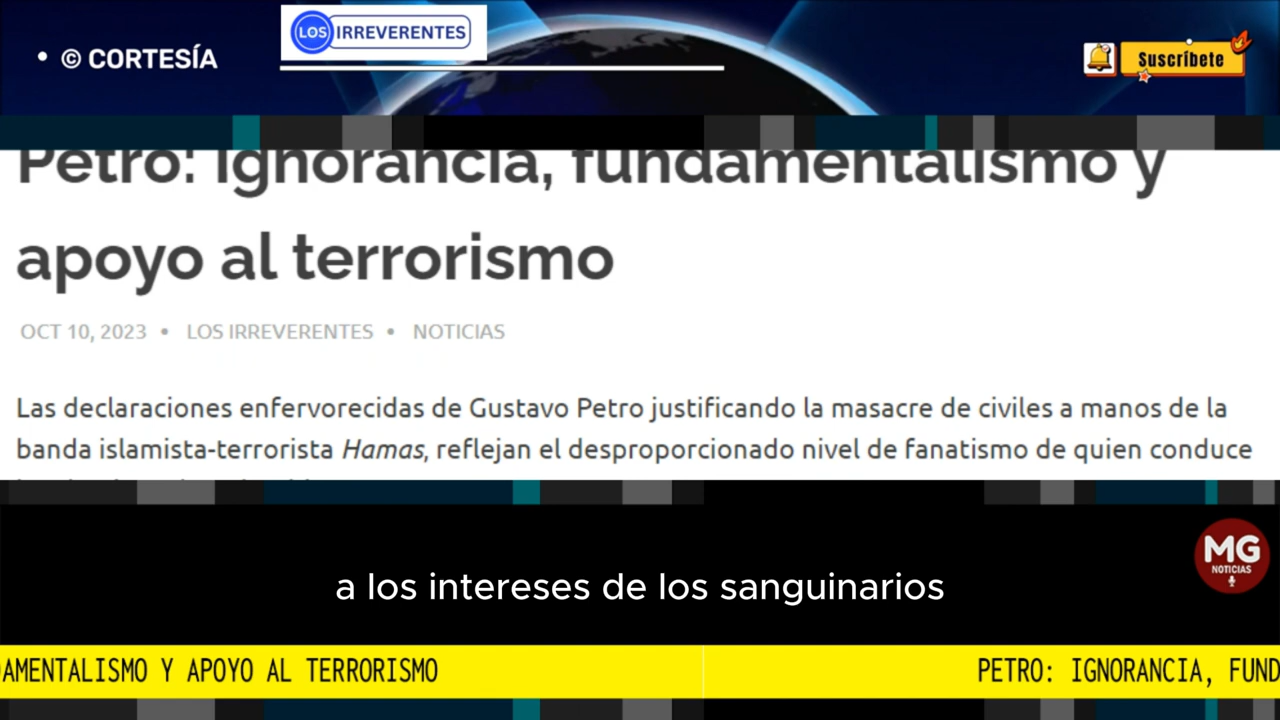 • © CORTESÍA
LOS IRREVERENTES
Suscríbete
Petro: Ignorancia, fundamentalismo y
apoyo al terrorismo
OCT 10, 2023 • LOS IRREVERENTES • NOTICIAS
Las declaraciones enfervorecidas de Gustavo Petro justificando la masacre de civiles a manos de la
banda islamista-terrorista Hamas, reflejan el desproporcionado nivel de fanatismo de quien conduce
MG
NOTICIAS
a los intereses de los sanguinarios
DAMENTALISMO Y APOYO AL TERRORISMO PETRO: IGNORANCIA, FUND